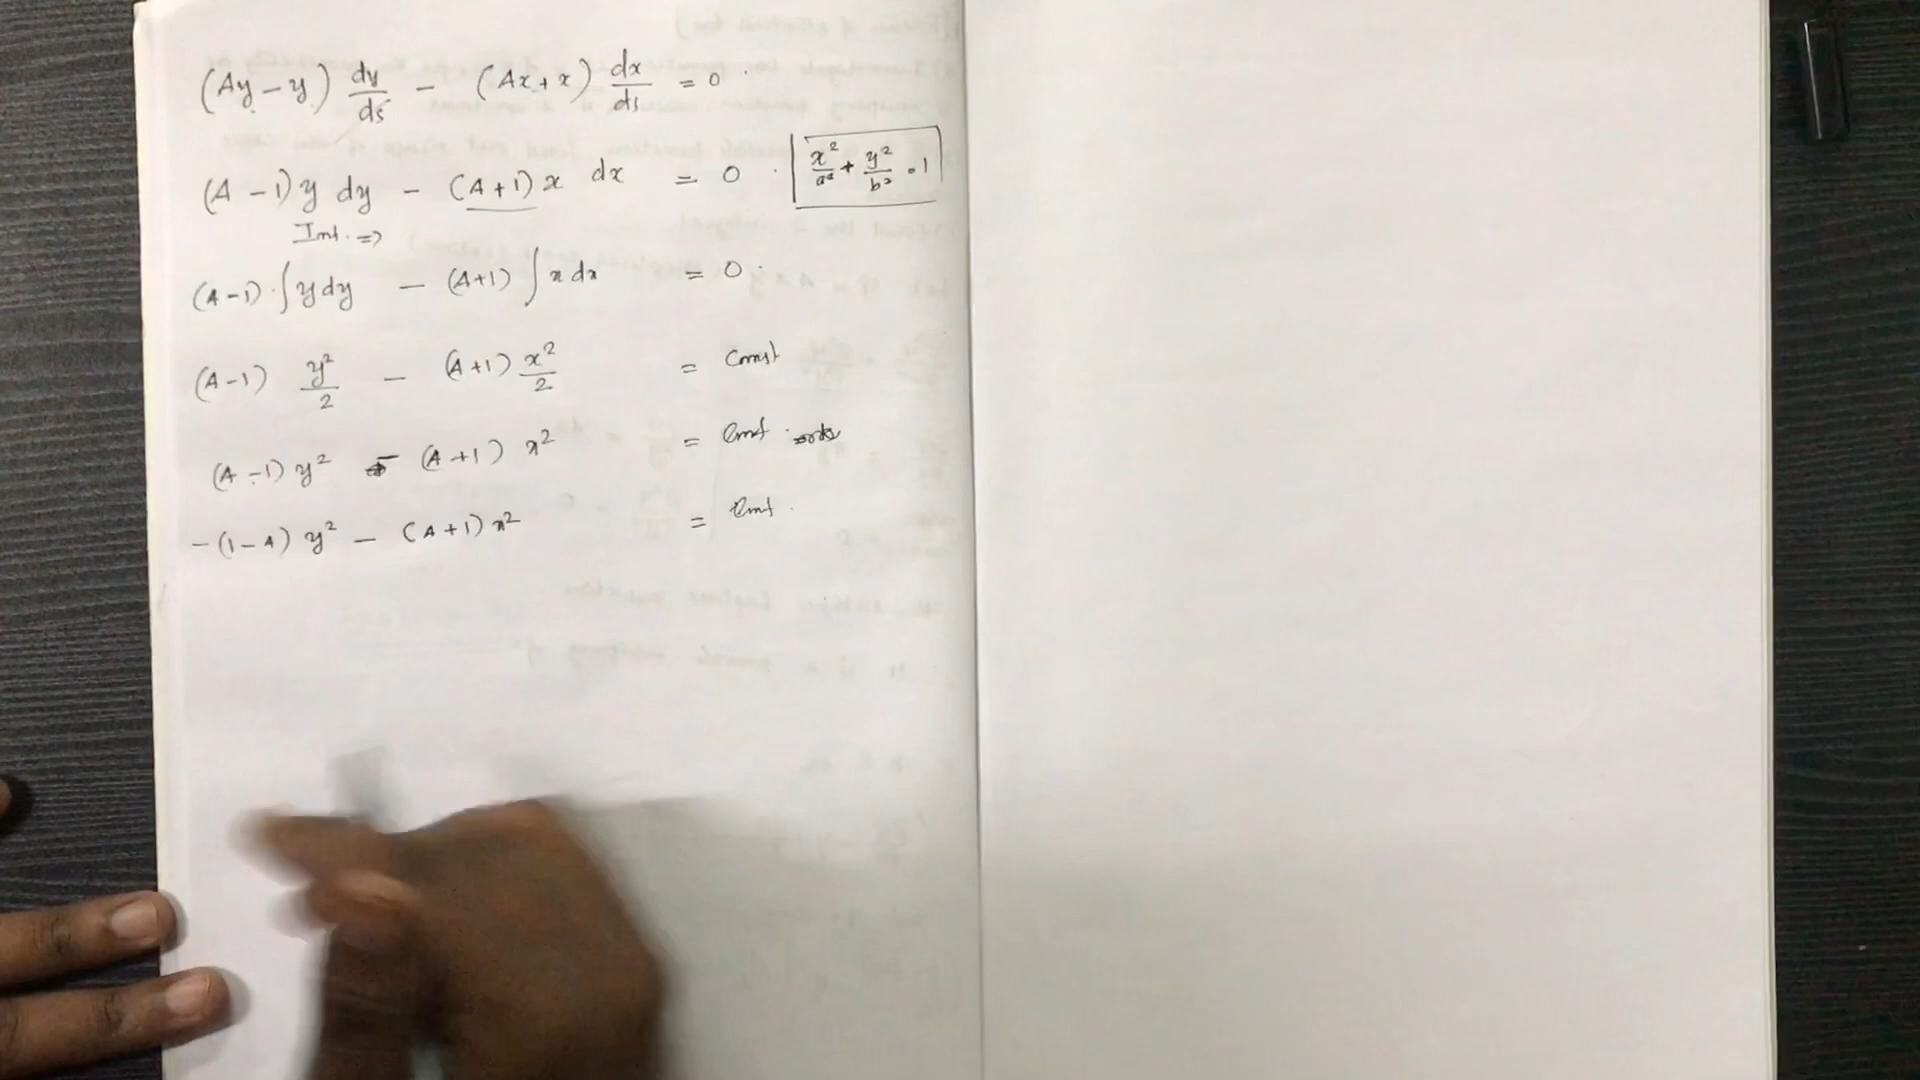 (Ay - y) dy/ds - (Ax + x) dx/ds = 0 .
(A - 1) y dy - (A + 1) x dx = 0 . x²/a² + y²/b² = 1
Int. ⇒
(A - 1) . ∫ y dy - (A+1) ∫ x dx = 0 .
(A - 1) y²/2 - (A + 1) x²/2 = Const
(A - 1) y² - (A + 1) x² = Const .
-(1 - A) y² - (A + 1) x² = Const .